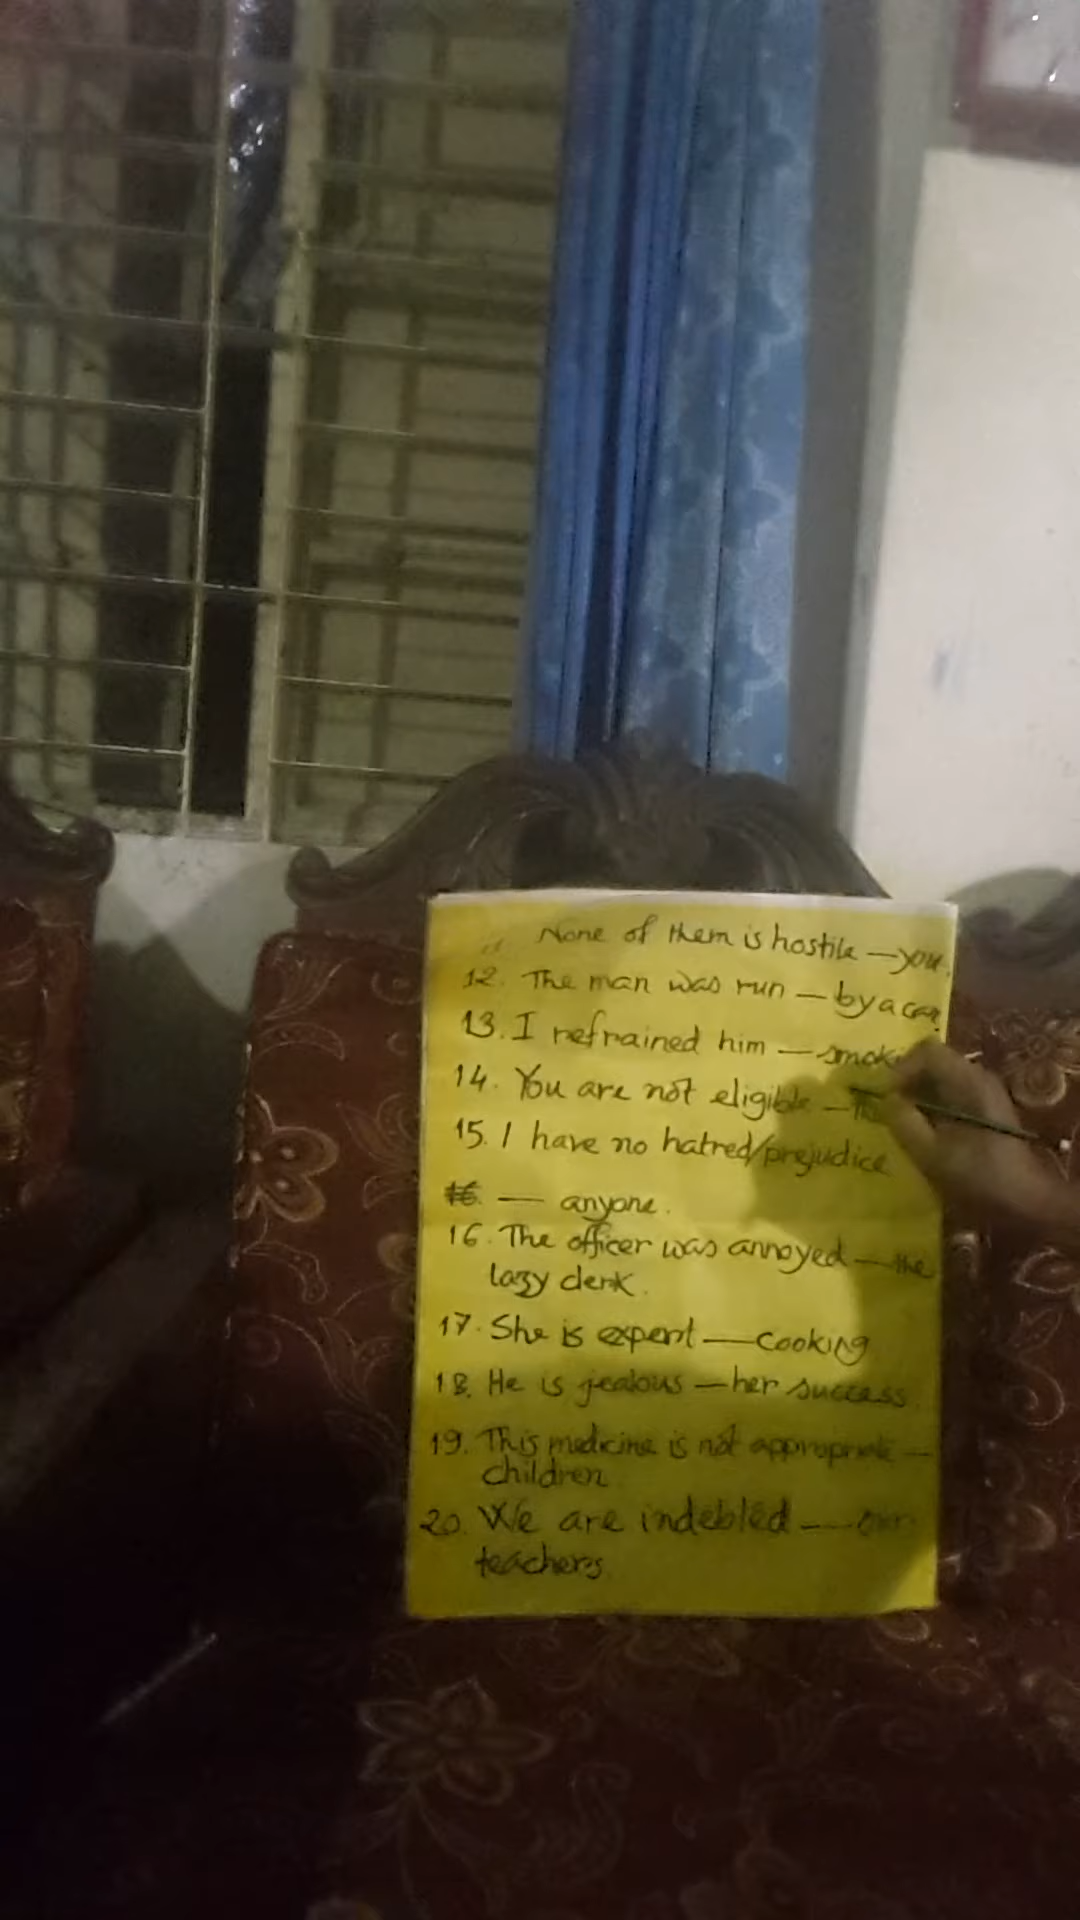 11. None of them is hostile — you.
12. The man was run — by a car.
13. I refrained him — smoki
14. You are not eligible —
15. I have no hatred/prejudice
— anyone.
16. The officer was annoyed — the
lazy clerk.
17. She is expert — cooking
18. He is jealous — her success.
19. This medicine is not appropriate —
children.
20. We are indebted — our
teachers.